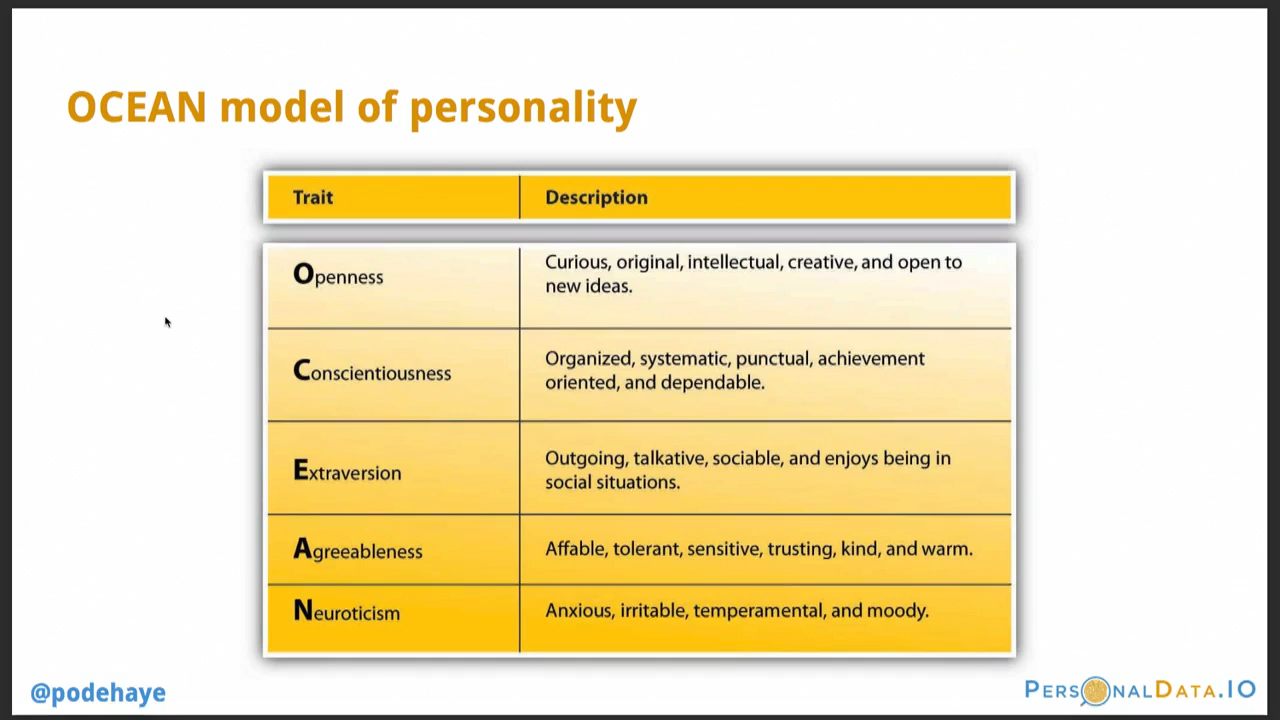 OCEAN model of personality
Trait Description
Openness
Curious, original, intellectual, creative, and open to
new ideas.
Conscientiousness
Organized, systematic, punctual, achievement
oriented, and dependable.
Extraversion
Outgoing, talkative, sociable, and enjoys being in
social situations.
Agreeableness
Affable, tolerant, sensitive, trusting, kind, and warm.
Neuroticism
Anxious, irritable, temperamental, and moody.
@podehaye
PERSONALDATA.IO